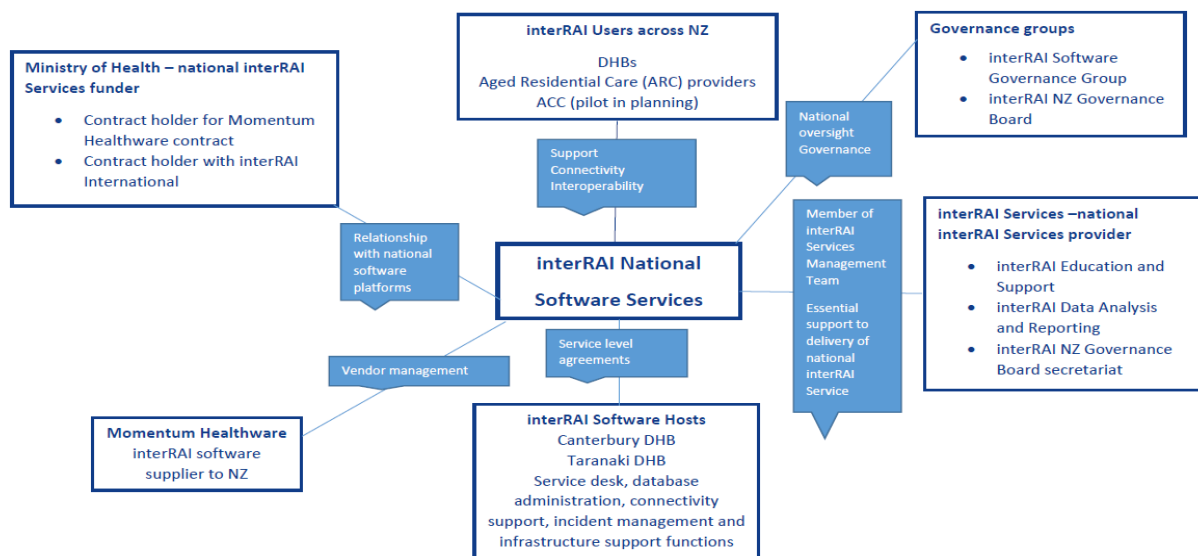 interRAI Users across NZ
DHBs
Aged Residential Care (ARC) providers
ACC (pilot in planning)
Governance groups
• interRAI Software
Governance Group
• interRAI NZ Governance
Board
Ministry of Health – national interRAI
Services funder
• Contract holder for Momentum
Healthware contract
• Contract holder with interRAI
International
Support
Connectivity
Interoperability
National
oversight
Governance
Relationship
with national
software
platforms
interRAI National
Software Services
Member of
interRAI
Services
Management
Team
Essential
support to
delivery of
national
interRAI
Service
interRAI Services –national
interRAI Services provider
• interRAI Education and
Support
• interRAI Data Analysis
and Reporting
• interRAI NZ Governance
Board secretariat
Vendor management
Service level
agreements
Momentum Healthware
interRAI software
supplier to NZ
interRAI Software Hosts
Canterbury DHB
Taranaki DHB
Service desk, database
administration, connectivity
support, incident management and
infrastructure support functions